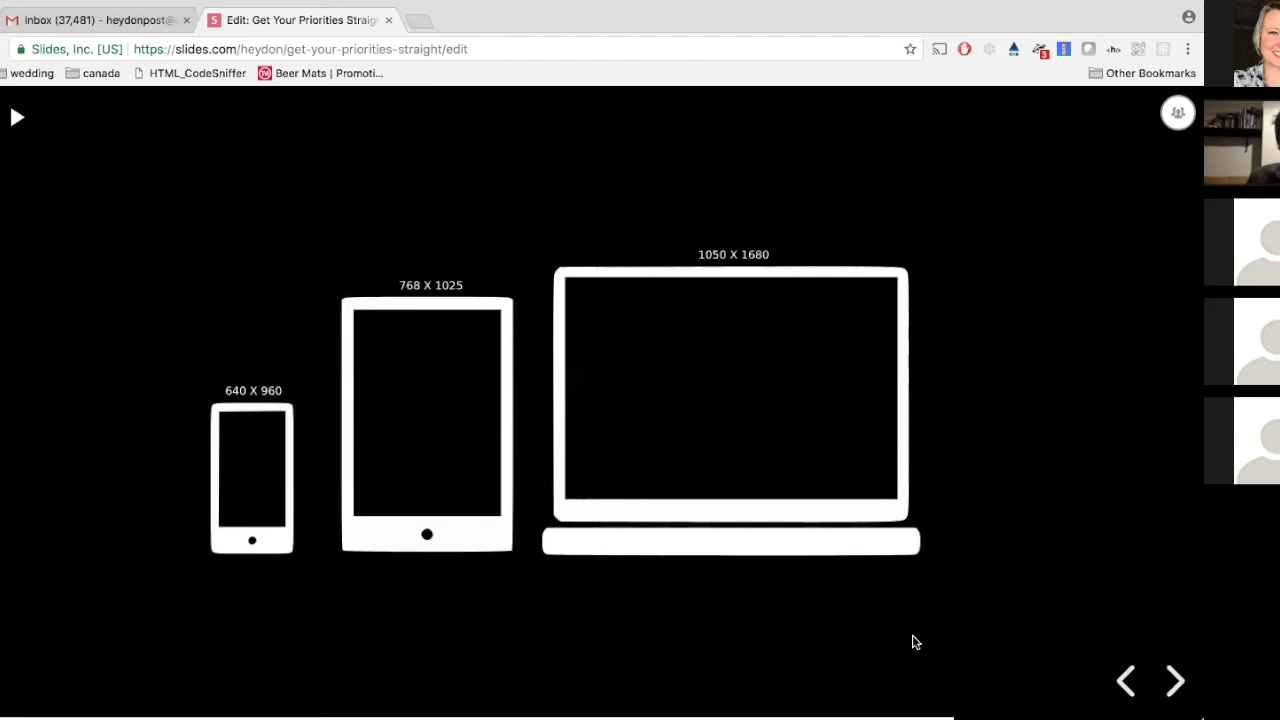 Inbox (37,481) - heydonpost@
Edit: Get Your Priorities Straig
Slides, Inc. [US]
https://slides.com/heydon/get-your-priorities-straight/edit
wedding
canada
HTML_CodeSniffer
Beer Mats | Promoti...
Other Bookmarks
1050 X 1680
768 X 1025
640 X 960